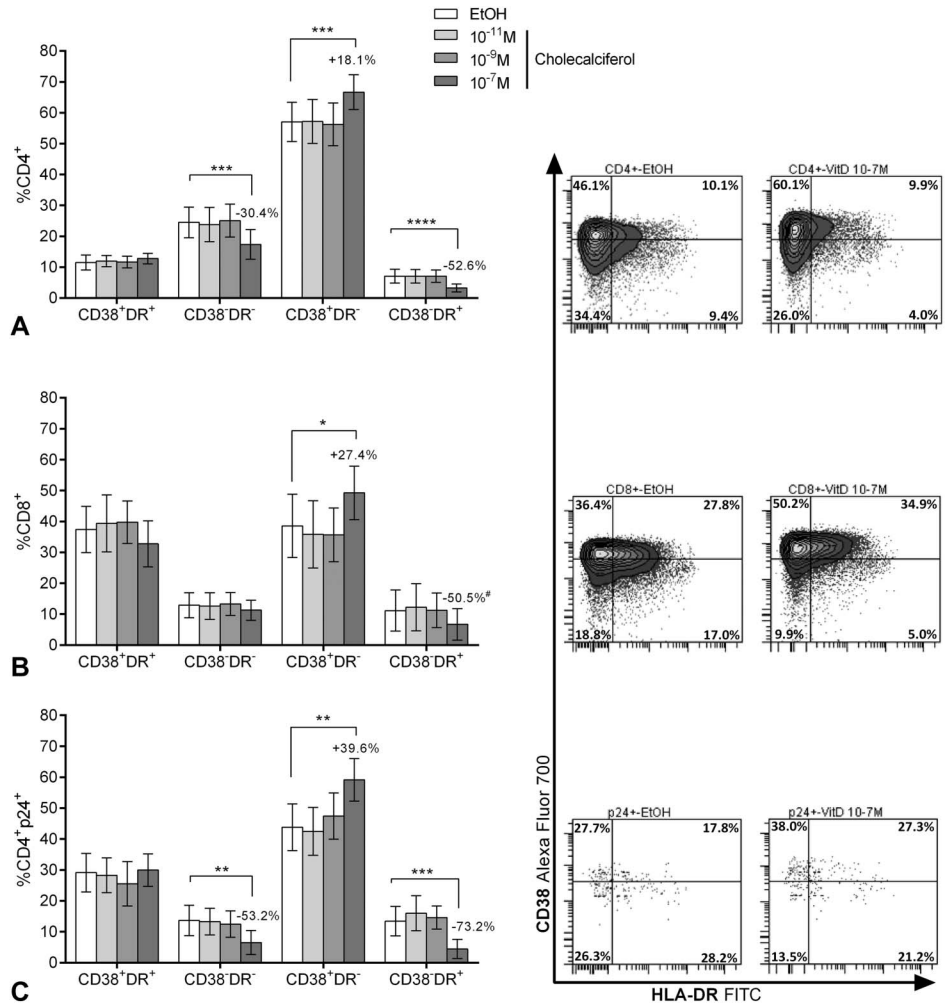 EtOH
10⁻¹¹M
10⁻⁹M
10⁻⁷M
Cholecalciferol
%CD4⁺
80
70
60
50
40
30
20
10
0
***
-30.4%
***
+18.1%
****
-52.6%
CD38⁺DR⁺
CD38⁻DR⁻
CD38⁺DR⁻
CD38⁻DR⁺
A
CD4+-EtOH
46.1% 10.1%
34.4% 9.4%
CD4+-VitD 10-7M
60.1% 9.9%
26.0% 4.0%
%CD8⁺
80
70
60
50
40
30
20
10
0
*
+27.4%
-50.5%#
CD38⁺DR⁺
CD38⁻DR⁻
CD38⁺DR⁻
CD38⁻DR⁺
B
CD8+-EtOH
36.4% 27.8%
18.8% 17.0%
CD8+-VitD 10-7M
50.2% 34.9%
9.9% 5.0%
%CD4⁺p24⁺
80
70
60
50
40
30
20
10
0
**
-53.2%
**
+39.6%
***
-73.2%
CD38⁺DR⁺
CD38⁻DR⁻
CD38⁺DR⁻
CD38⁻DR⁺
C
p24+-EtOH
27.7% 17.8%
26.3% 28.2%
p24+-VitD 10-7M
38.0% 27.3%
13.5% 21.2%
CD38 Alexa Fluor 700
HLA-DR FITC